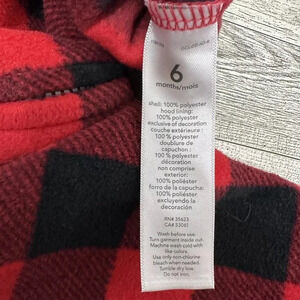 6
months/mois
shell: 100% polyester
hood lining:
100% polyester
exclusive of decoration
couche extérieure :
100 % polyester
doublure de
capuchon :
100 % polyester
décoration
non comprise
exterior:
100% poliéster
forro de la capucha:
100% poliéster
excluyendo la
decoración
RN# 35623
CA# 53061
Wash before use.
Turn garment inside out.
Machine wash cold with
like-colors.
Use only non-chlorine
bleach when needed.
Tumble dry low.
Do not iron.